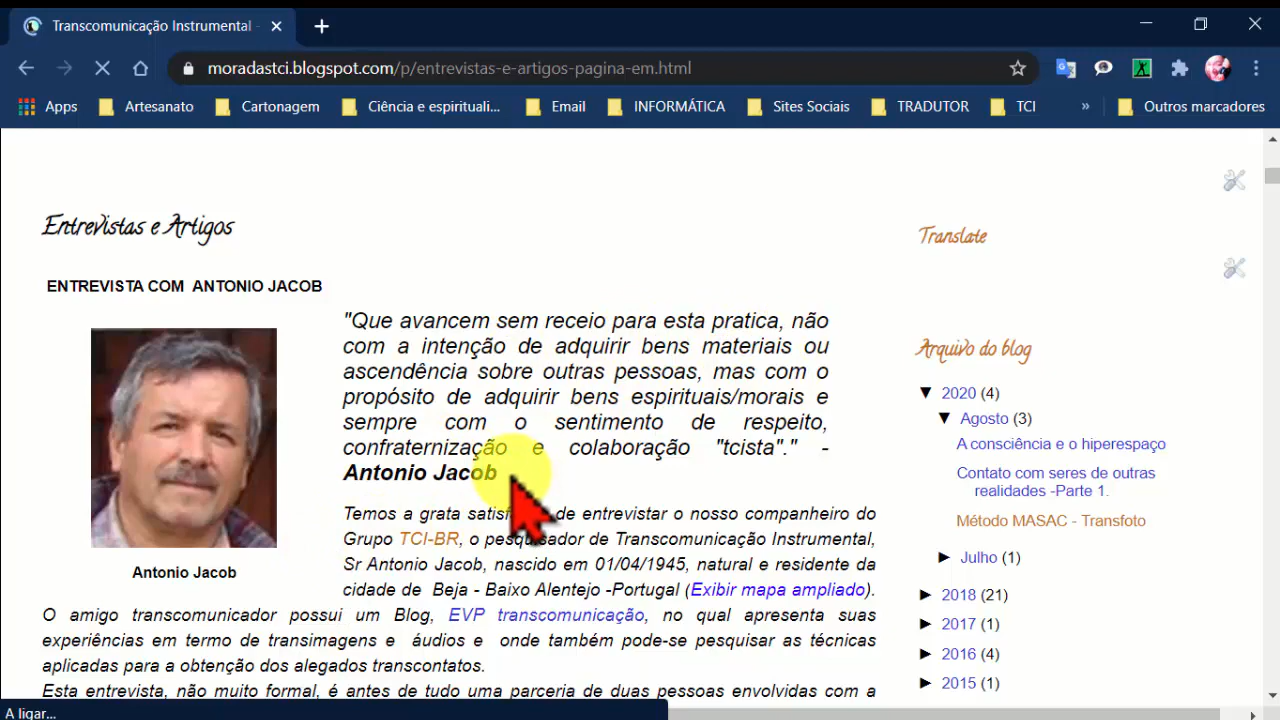 Transcomunicação Instrumental -
moradastci.blogspot.com/p/entrevistas-e-artigos-pagina-em.html
Apps Artesanato Cartonagem Ciência e espirituali... Email INFORMÁTICA Sites Sociais TRADUTOR TCI » Outros marcadores
Entrevistas e Artigos
ENTREVISTA COM ANTONIO JACOB
"Que avancem sem receio para esta pratica, não
com a intenção de adquirir bens materiais ou
ascendência sobre outras pessoas, mas com o
propósito de adquirir bens espirituais/morais e
sempre com o sentimento de respeito,
confraternização e colaboração "tcista"." -
Antonio Jacob
Antonio Jacob
Temos a grata de entrevistar o nosso companheiro do
Grupo TCI-BR, o pesquisador de Transcomunicação Instrumental,
Sr Antonio Jacob, nascido em 01/04/1945, natural e residente da
cidade de Beja - Baixo Alentejo -Portugal (Exibir mapa ampliado).
O amigo transcomunicador possui um Blog, EVP transcomunicação, no qual apresenta suas
experiências em termo de transimagens e áudios e onde também pode-se pesquisar as técnicas
aplicadas para a obtenção dos alegados transcontatos.
Esta entrevista, não muito formal, é antes de tudo uma parceria de duas pessoas envolvidas com a
Translate
Arquivo do blog
▼ 2020 (4)
▼ Agosto (3)
A consciência e o hiperespaço
Contato com seres de outras
realidades -Parte 1.
Método MASAC - Transfoto
► Julho (1)
► 2018 (21)
► 2017 (1)
► 2016 (4)
► 2015 (1)
A ligar...